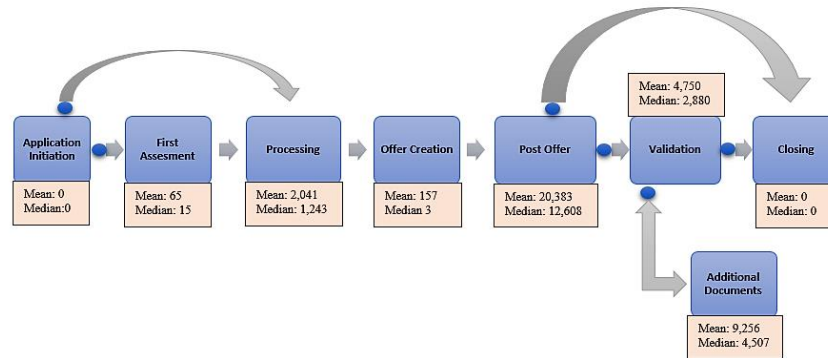 Mean: 4,750
Median: 2,880
Application
Initiation
First
Assesment
Processing
Offer Creation
Post Offer
Validation
Closing
Mean: 0
Median:0
Mean: 65
Median: 15
Mean: 2,041
Median: 1,243
Mean: 157
Median 3
Mean: 20,383
Median: 12,608
Mean: 0
Median: 0
Additional
Documents
Mean: 9,256
Median: 4,507